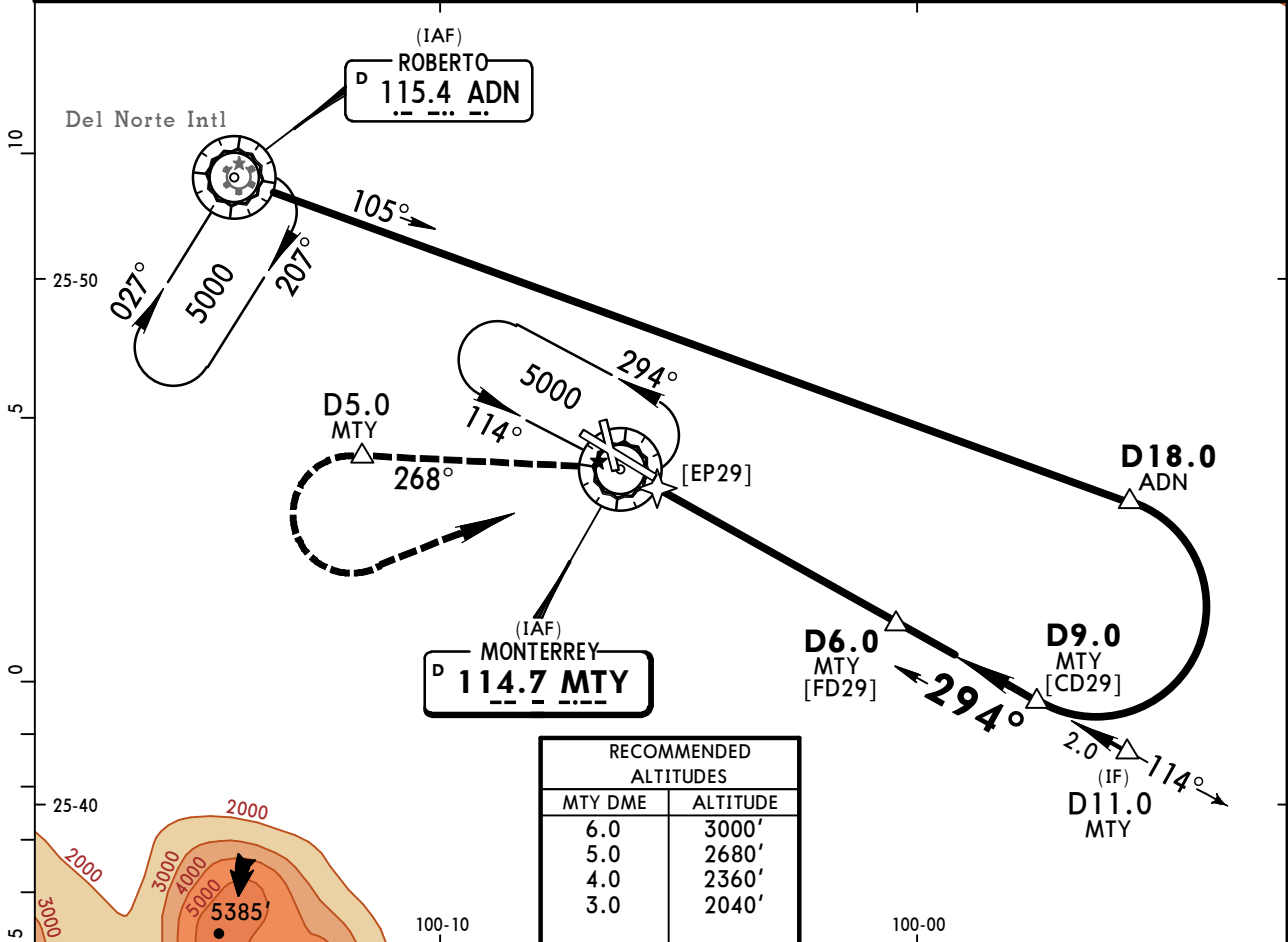 (IAF)
ROBERTO
D 115.4 ADN
Del Norte Intl
10
105°
207°
027°
5000
25-50
294°
5000
114°
5
D5.0
MTY
268°
[EP29]
D18.0
ADN
(IAF)
MONTERREY
D 114.7 MTY
D6.0
MTY
[FD29]
D9.0
MTY
[CD29]
294°
2.0
114°
(IF)
D11.0
MTY
0
25-40
RECOMMENDED
ALTITUDES
MTY DME ALTITUDE
6.0 3000'
5.0 2680'
4.0 2360'
3.0 2040'
2000
2000
3000
3000
4000
5000
5385'
5
100-10
100-00